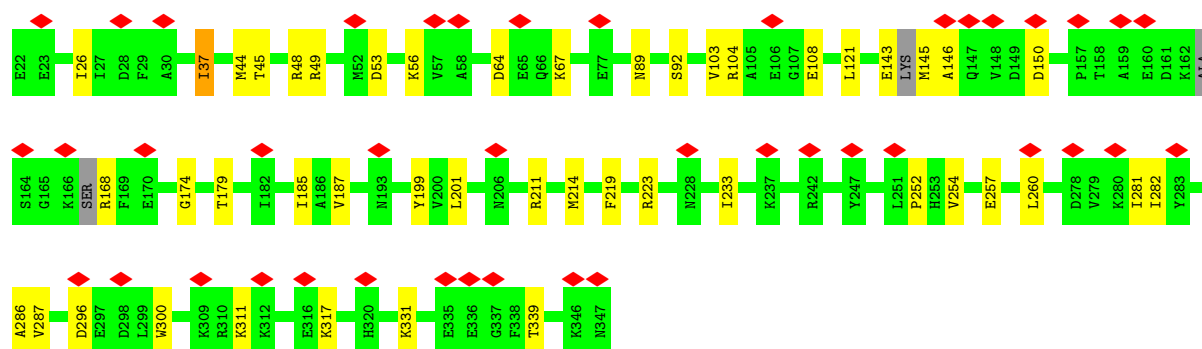 E22 E23 I26 I27 D28 F29 A30 I37 M44 T45 R48 R49 M52 D53 K56 V57 A58 D64 E65 Q66 K67 E77 N89 S92 V103 R104 A105 E106 G107 E108 L121 E143 LYS M145 A146 Q147 V148 D149 D150 P157 T158 A159 E160 D161 K162 ALA
S164 G165 K166 SER R168 F169 E170 G174 T179 I182 I185 A186 V187 N193 Y199 V200 L201 N206 R211 M214 F219 R223 N228 I233 K237 R242 Y247 L251 P252 H253 V254 E257 L260 D278 V279 K280 I281 I282 Y283
A286 V287 D296 E297 D298 L299 W300 K309 R310 K311 K312 E316 K317 H320 K331 E335 E336 G337 F338 T339 K346 N347